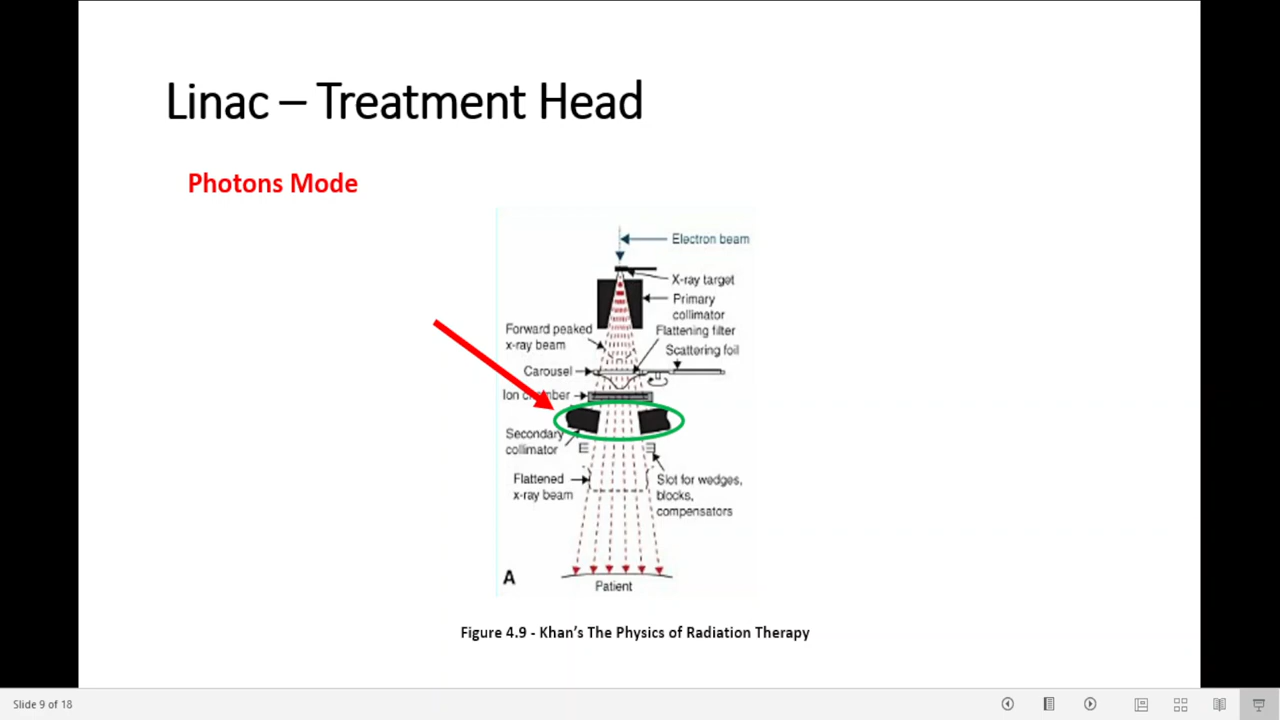 Linac – Treatment Head
Photons Mode
Electron beam
X-ray target
Primary
collimator
Forward peaked
x-ray beam
Flattening filter
Scattering foil
Carousel
Ion chamber
Secondary
collimator
Flattened
x-ray beam
Slot for wedges,
blocks,
compensators
A
Patient
Figure 4.9 - Khan’s The Physics of Radiation Therapy
Slide 9 of 18